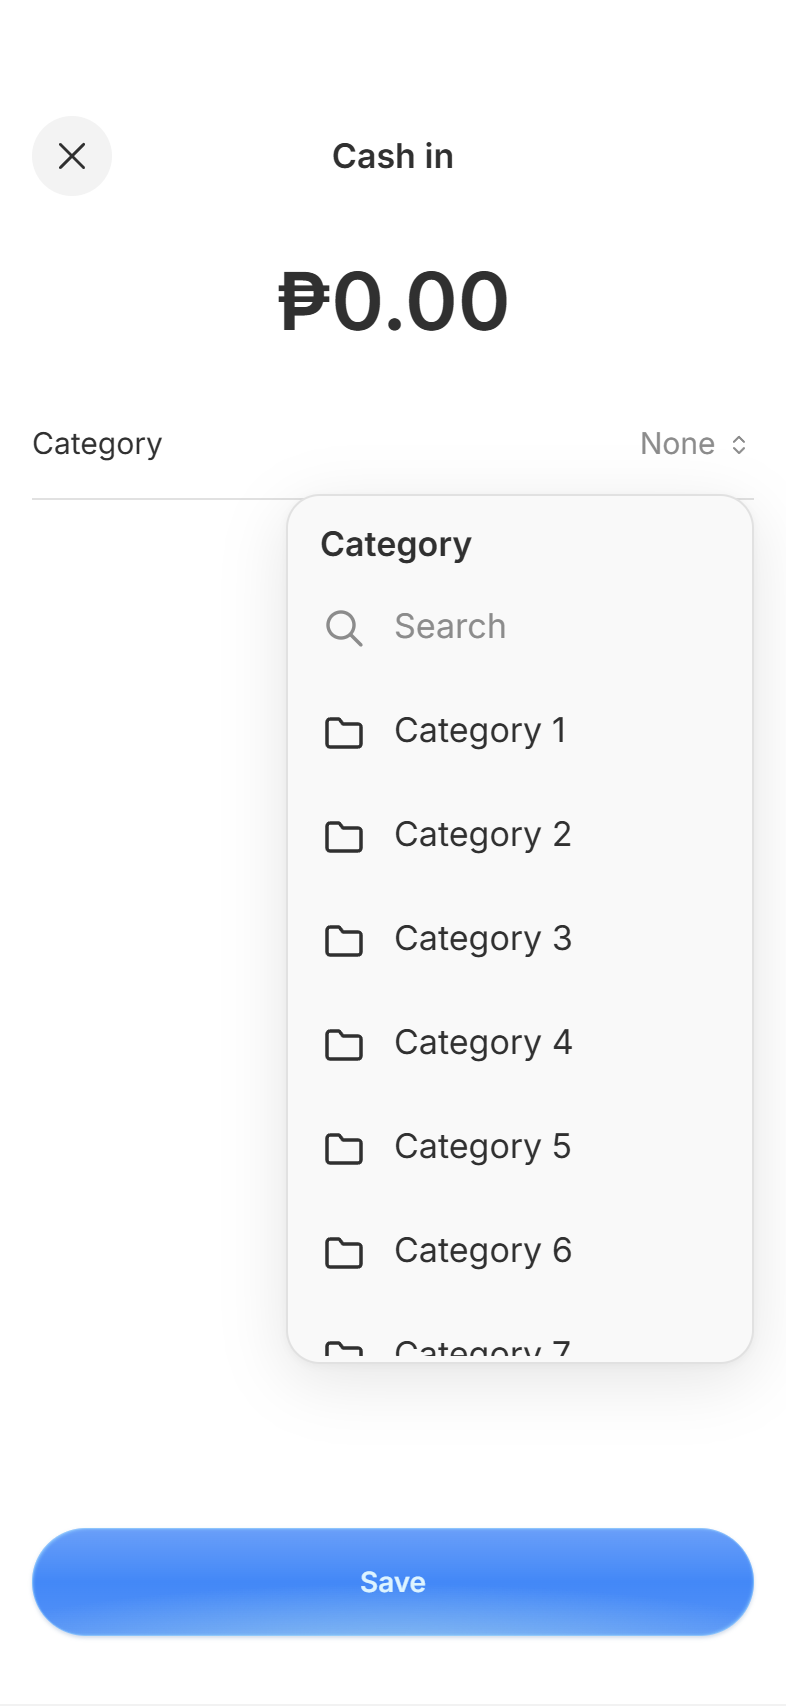 Cash in
₱0.00
Category
None
Category
Search
Category 1
Category 2
Category 3
Category 4
Category 5
Category 6
Category 7
Save